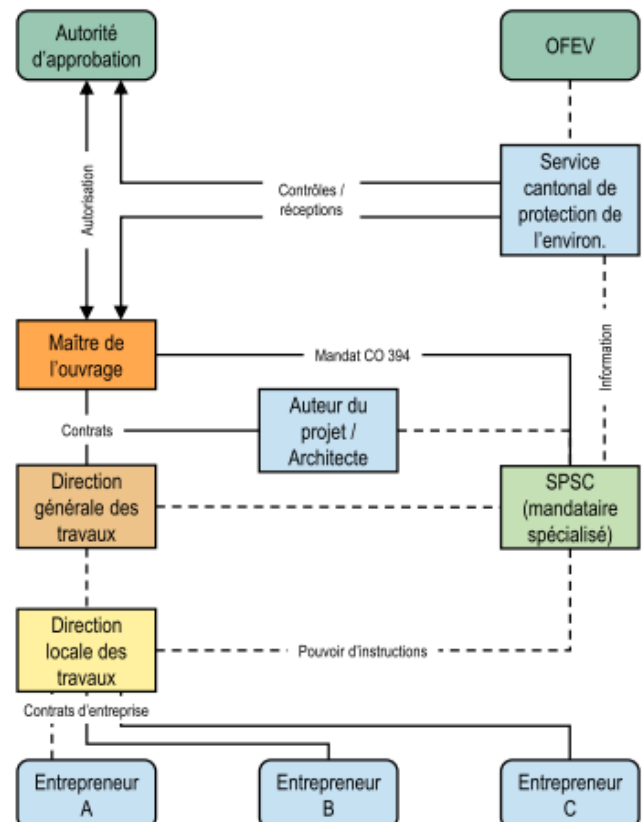 Autorité
d'approbation
OFEV
Service
cantonal de
protection de
l'environ.
Contrôles /
réceptions
Autorisation
Information
Maître de
l'ouvrage
Mandat CO 394
Auteur du
projet /
Architecte
Contrats
Direction
générale des
travaux
SPSC
(mandataire
spécialisé)
Direction
locale des
travaux
Pouvoir d'instructions
Contrats d'entreprise
Entrepreneur
A
Entrepreneur
B
Entrepreneur
C